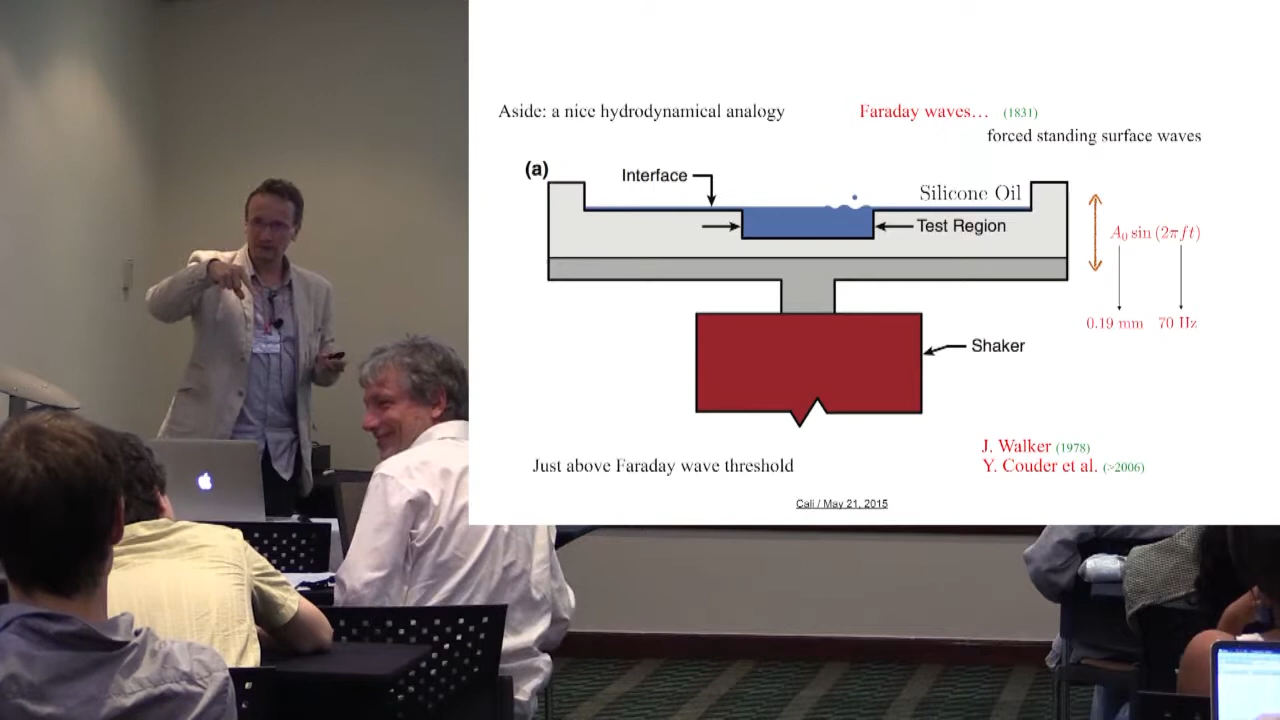 Aside: a nice hydrodynamical analogy
Faraday waves… (1831)
forced standing surface waves
(a)
Interface
Silicone Oil
Test Region
A₀ sin (2πft)
0.19 mm 70 Hz
Shaker
J. Walker (1978)
Just above Faraday wave threshold
Y. Couder et al. (>2006)
Cali / May 21, 2015